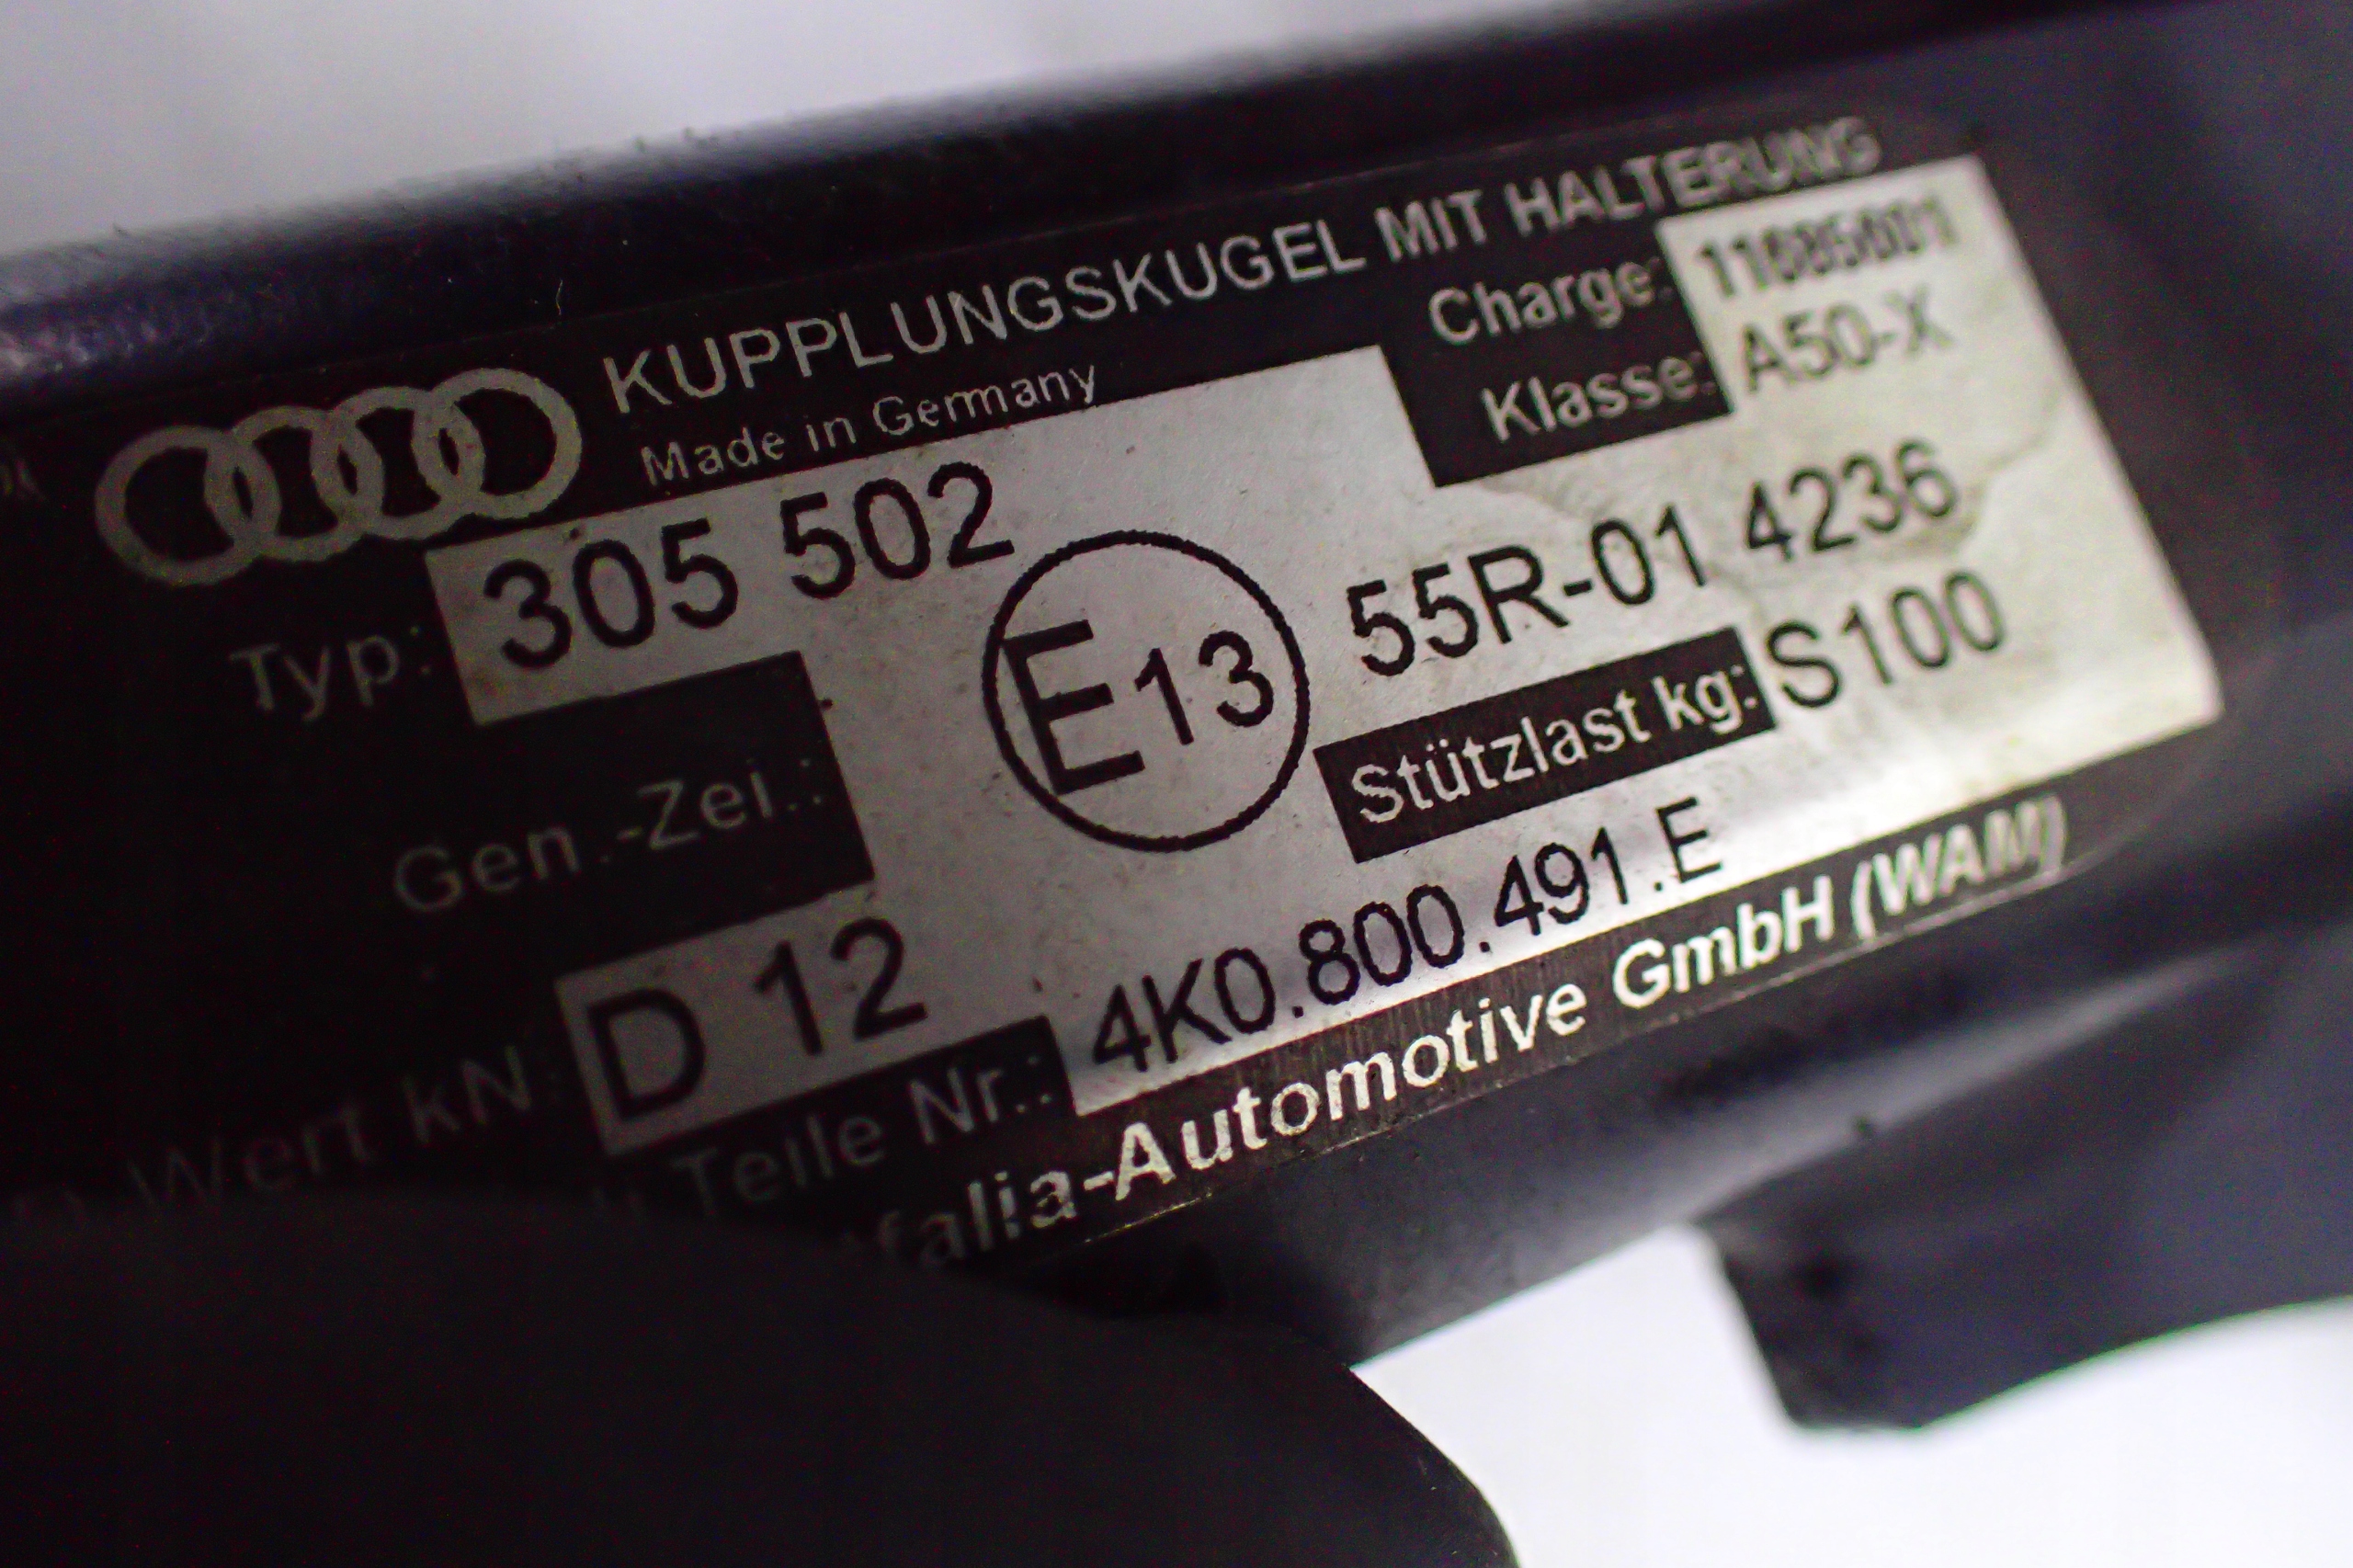 KUPPLUNGSKUGEL MIT HALTERUNG
Made in Germany
Charge: 11685601
Klasse: A50-X
Typ: 305 502
E13 55R-01 4236
Gen.-Zei.:
Stützlast kg: S100
Wert kN: D 12
Teile Nr.: 4K0.800.491.E
falia-Automotive GmbH (WAM)